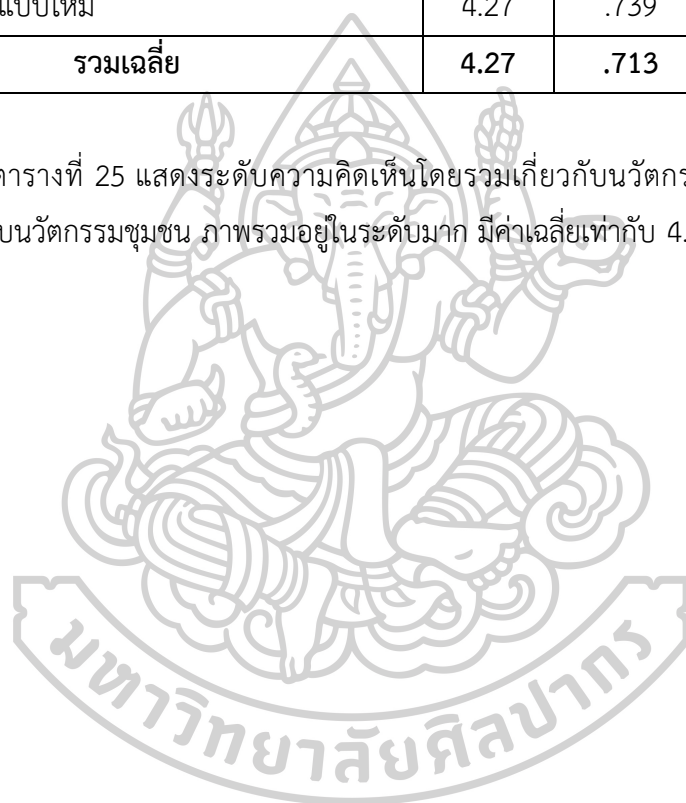 แบบใหม่ 4.27 .739
รวมเฉลี่ย 4.27 .713
ตารางที่ 25 แสดงระดับความคิดเห็นโดยรวมเกี่ยวกับนวัตกร
บนวัตกรรมชุมชน ภาพรวมอยู่ในระดับมาก มีค่าเฉลี่ยเท่ากับ 4.
มหาวิทยาลัยศิลปากร